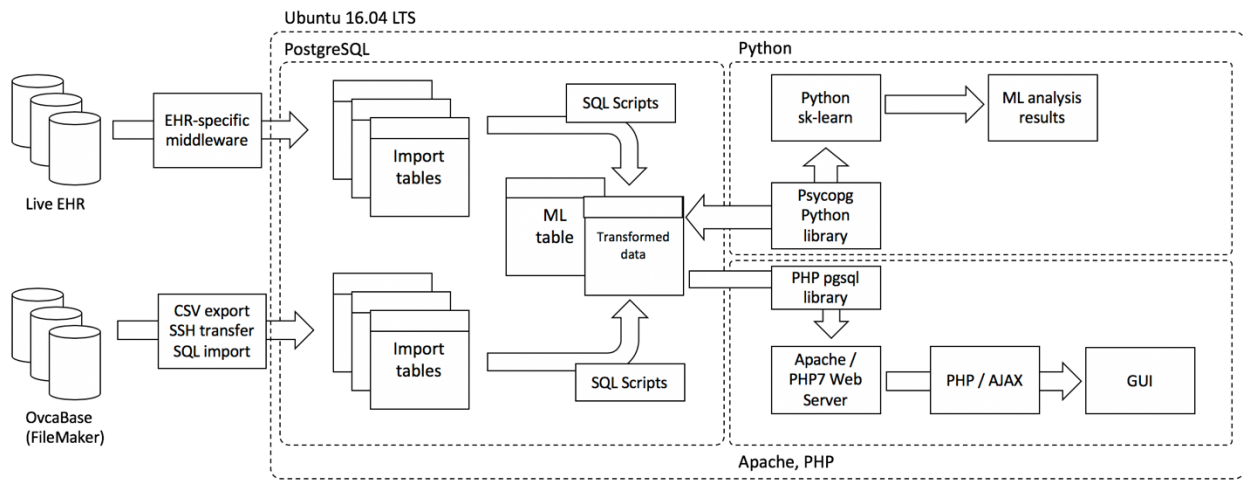 Ubuntu 16.04 LTS
PostgreSQL
Python
Live EHR
EHR-specific
middleware
Import
tables
SQL Scripts
ML
table
Transformed
data
Python
sk-learn
ML analysis
results
Psycopg
Python
library
OvcaBase
(FileMaker)
CSV export
SSH transfer
SQL import
Import
tables
SQL Scripts
PHP pgsql
library
Apache /
PHP7 Web
Server
PHP / AJAX
GUI
Apache, PHP